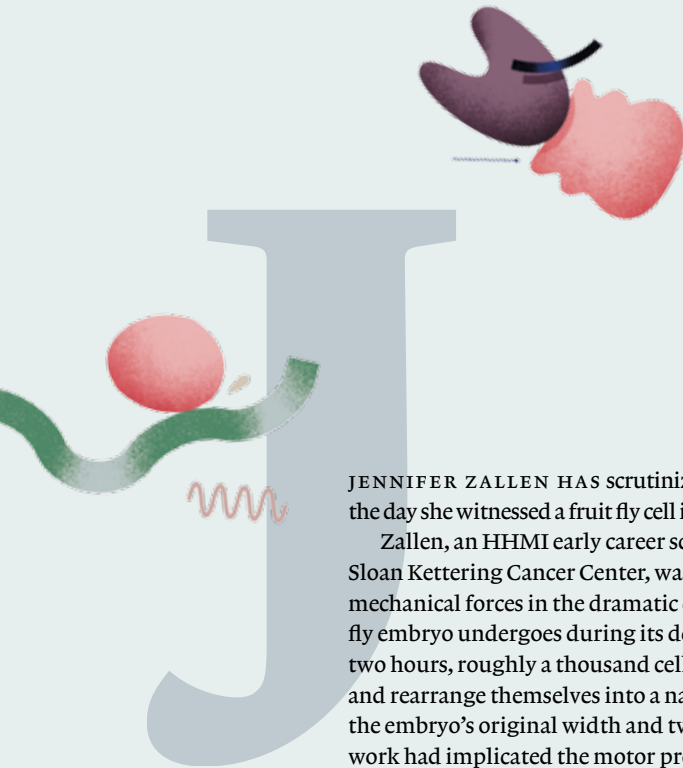 J
JENNIFER ZALLEN HAS
the day she witnessed a fruit fly cell
Zallen, an HHMI early career
Sloan Kettering Cancer Center,
mechanical forces in the dramatic
fly embryo undergoes during its
two hours, roughly a thousand
and rearrange themselves into a
the embryo’s original width and
work had implicated the motor